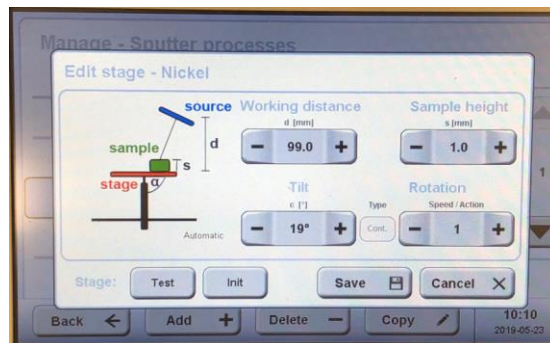 Manage - Sputter processes
Edit stage - Nickel
source
sample
stage
d
s
α
Automatic
Working distance
d [mm]
− 99.0 +
Sample height
s [mm]
− 1.0 +
Tilt
α [°]
− 19° +
Type
Cont.
Rotation
Speed / Action
− 1 +
1
Stage:
Test
Init
Save
Cancel
Back
Add
Delete
Copy
10:10
2019-05-23